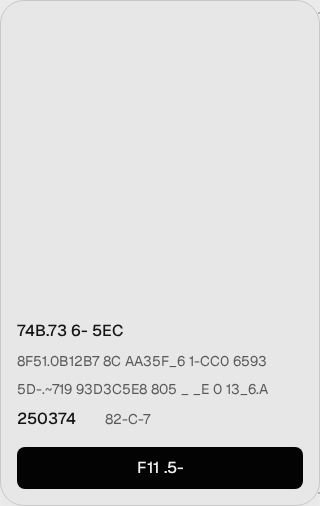 74B.73 6- 5EC
8F51.0B12B7 8C AA35F_6 1-CC0 6593
5D-.~719 93D3C5E8 805 _ _E 0 13_6.A
250374 82-C-7
F11 .5-